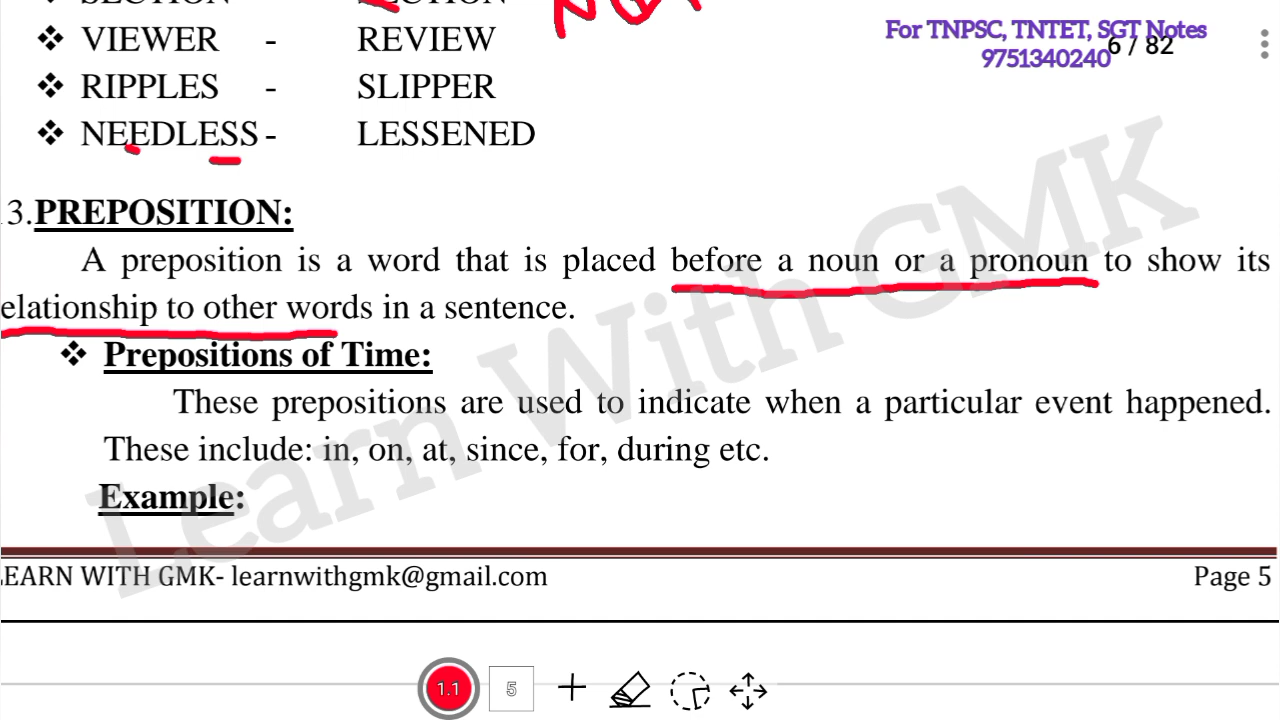 ❖ SECTION - SECTION
For TNPSC, TNTET, SGT Notes
❖ VIEWER - REVIEW
9751340240
6 / 82
❖ RIPPLES - SLIPPER
❖ NEEDLESS - LESSENED
3.PREPOSITION:
A preposition is a word that is placed before a noun or a pronoun to show its
elationship to other words in a sentence.
❖ Prepositions of Time:
These prepositions are used to indicate when a particular event happened.
These include: in, on, at, since, for, during etc.
Example:
Learn With GMK
EARN WITH GMK- learnwithgmk@gmail.com
Page 5
1.1
5